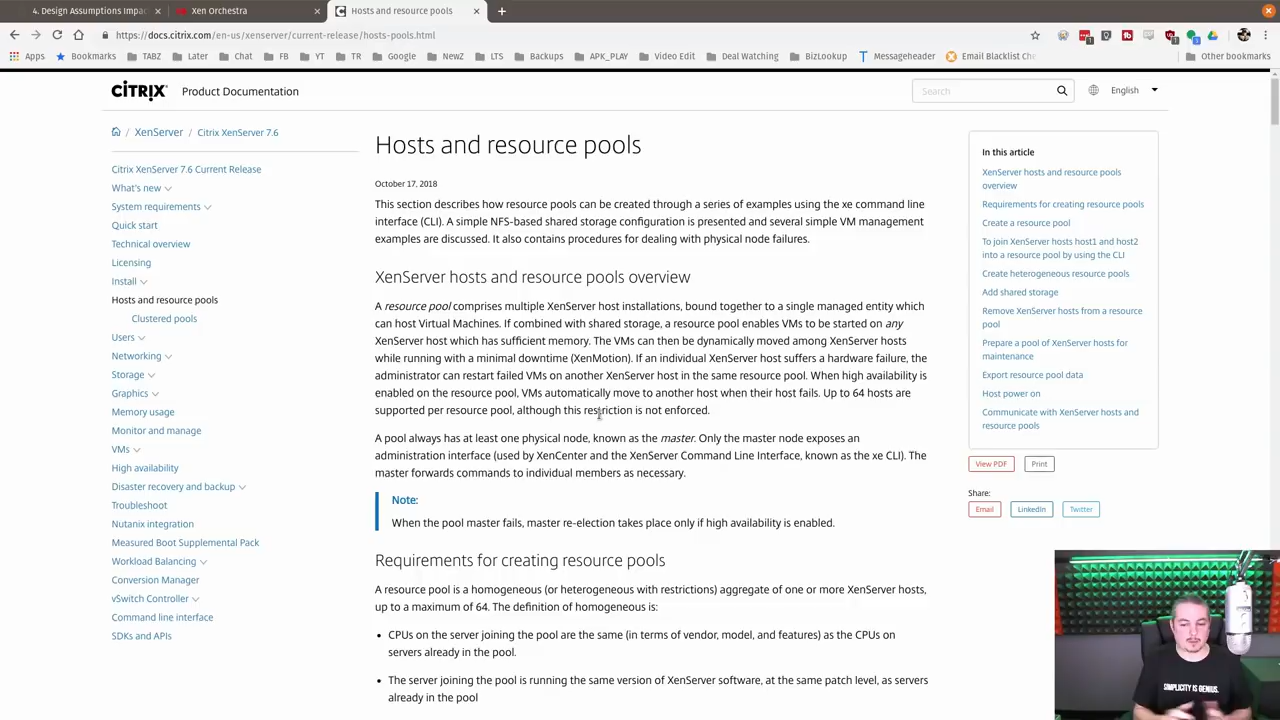 4. Design Assumptions Impac
Xen Orchestra
Hosts and resource pools
https://docs.citrix.com/en-us/xenserver/current-release/hosts-pools.html
Apps
Bookmarks
TABZ
Later
Chat
FB
YT
TR
Google
NewZ
LTS
Backups
APK_PLAY
Video Edit
Deal Watching
BizLookup
Messageheader
Email Blacklist Che
Other bookmarks
CITRIX
Product Documentation
Search
English
/ XenServer / Citrix XenServer 7.6
Citrix XenServer 7.6 Current Release
What's new
System requirements
Quick start
Technical overview
Licensing
Install
Hosts and resource pools
Clustered pools
Users
Networking
Storage
Graphics
Memory usage
Monitor and manage
VMs
High availability
Disaster recovery and backup
Troubleshoot
Nutanix integration
Measured Boot Supplemental Pack
Workload Balancing
Conversion Manager
vSwitch Controller
Command line interface
SDKs and APIs
Hosts and resource pools
October 17, 2018
This section describes how resource pools can be created through a series of examples using the xe command line
interface (CLI). A simple NFS-based shared storage configuration is presented and several simple VM management
examples are discussed. It also contains procedures for dealing with physical node failures.
XenServer hosts and resource pools overview
A resource pool comprises multiple XenServer host installations, bound together to a single managed entity which
can host Virtual Machines. If combined with shared storage, a resource pool enables VMs to be started on any
XenServer host which has sufficient memory. The VMs can then be dynamically moved among XenServer hosts
while running with a minimal downtime (XenMotion). If an individual XenServer host suffers a hardware failure, the
administrator can restart failed VMs on another XenServer host in the same resource pool. When high availability is
enabled on the resource pool, VMs automatically move to another host when their host fails. Up to 64 hosts are
supported per resource pool, although this restriction is not enforced.
A pool always has at least one physical node, known as the master. Only the master node exposes an
administration interface (used by XenCenter and the XenServer Command Line Interface, known as the xe CLI). The
master forwards commands to individual members as necessary.
Note:
When the pool master fails, master re-election takes place only if high availability is enabled.
Requirements for creating resource pools
A resource pool is a homogeneous (or heterogeneous with restrictions) aggregate of one or more XenServer hosts,
up to a maximum of 64. The definition of homogeneous is:
• CPUs on the server joining the pool are the same (in terms of vendor, model, and features) as the CPUs on
servers already in the pool.
• The server joining the pool is running the same version of XenServer software, at the same patch level, as servers
already in the pool
In this article
XenServer hosts and resource pools
overview
Requirements for creating resource pools
Create a resource pool
To join XenServer hosts host1 and host2
into a resource pool by using the CLI
Create heterogeneous resource pools
Add shared storage
Remove XenServer hosts from a resource
pool
Prepare a pool of XenServer hosts for
maintenance
Export resource pool data
Host power on
Communicate with XenServer hosts and
resource pools
View PDF
Print
Share:
Email
LinkedIn
Twitter
SIMPLICITY IS GENIUS.